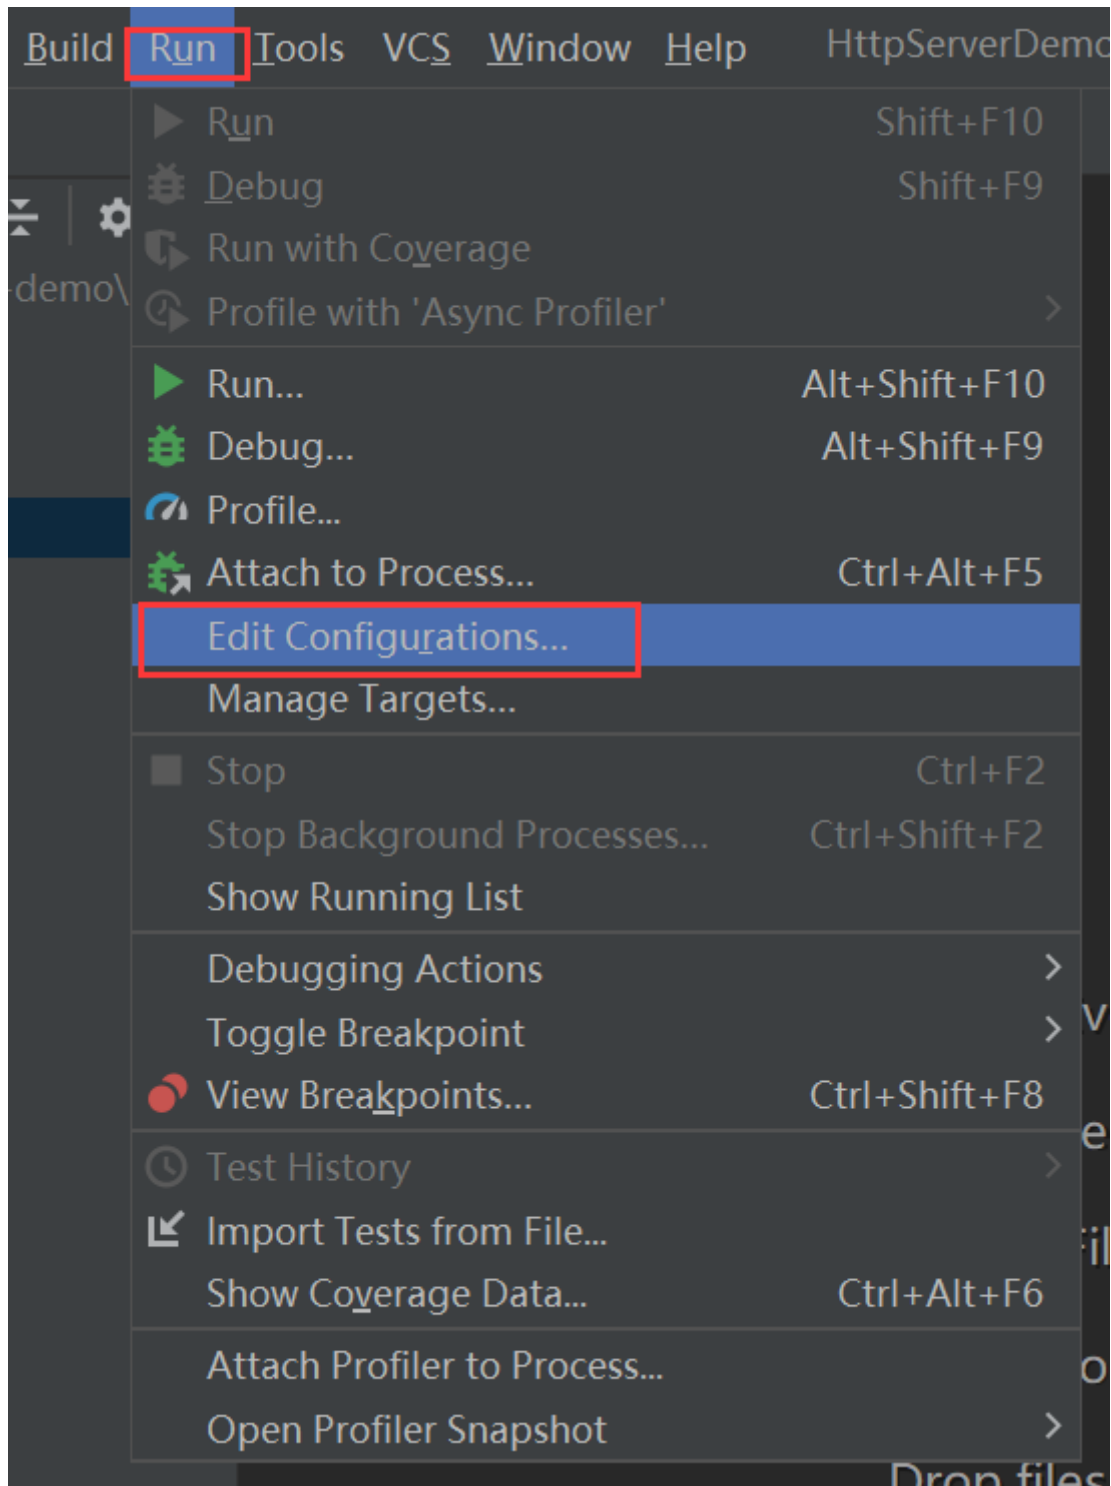 Build Run Tools VCS Window Help HttpServerDemo
Run Shift+F10
Debug Shift+F9
Run with Coverage
-demo\
Profile with 'Async Profiler'
Run... Alt+Shift+F10
Debug... Alt+Shift+F9
Profile...
Attach to Process... Ctrl+Alt+F5
Edit Configurations...
Manage Targets...
Stop Ctrl+F2
Stop Background Processes... Ctrl+Shift+F2
Show Running List
Debugging Actions
Toggle Breakpoint
View Breakpoints... Ctrl+Shift+F8
Test History
Import Tests from File...
Show Coverage Data... Ctrl+Alt+F6
Attach Profiler to Process...
Open Profiler Snapshot
Drop files